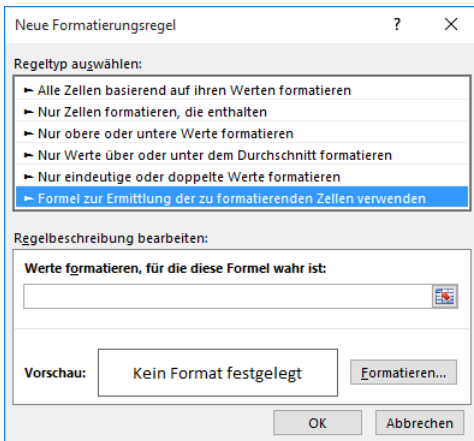 Neue Formatierungsregel ? ×
Regeltyp auswählen:
► Alle Zellen basierend auf ihren Werten formatieren
► Nur Zellen formatieren, die enthalten
► Nur obere oder untere Werte formatieren
► Nur Werte über oder unter dem Durchschnitt formatieren
► Nur eindeutige oder doppelte Werte formatieren
► Formel zur Ermittlung der zu formatierenden Zellen verwenden
Regelbeschreibung bearbeiten:
Werte formatieren, für die diese Formel wahr ist:
Vorschau: Kein Format festgelegt Formatieren...
OK Abbrechen